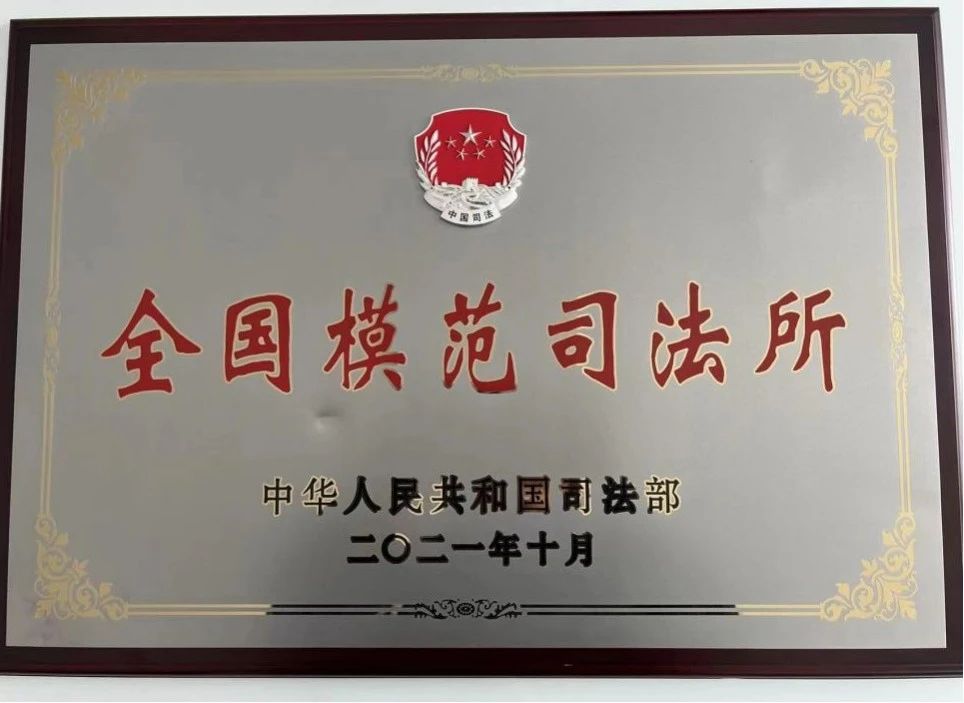 中国司法
全国模范司法所
中华人民共和国司法部
二〇二一年十月